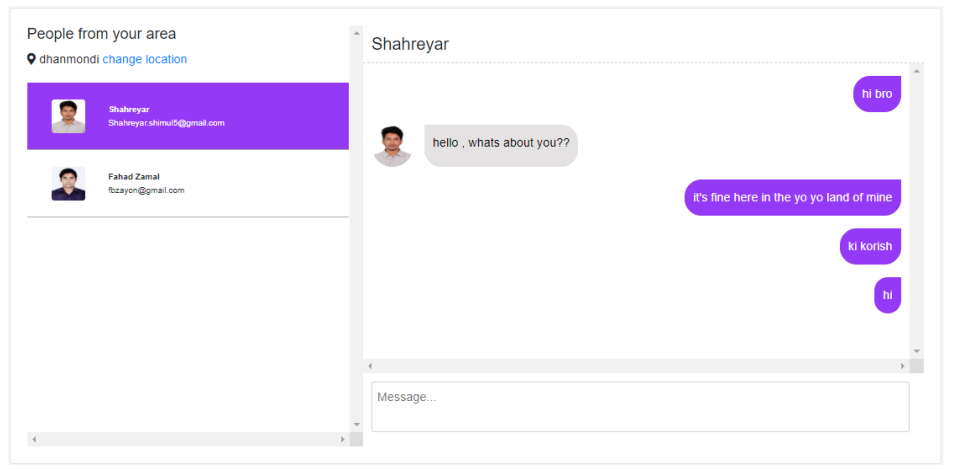 People from your area
dhanmondi change location
Shahreyar
Shahreyar.shimul5@gmail.com
Fahad Zamal
fbzayon@gmail.com
Shahreyar
hi bro
hello , whats about you??
it's fine here in the yo yo land of mine
ki korish
hi
Message...